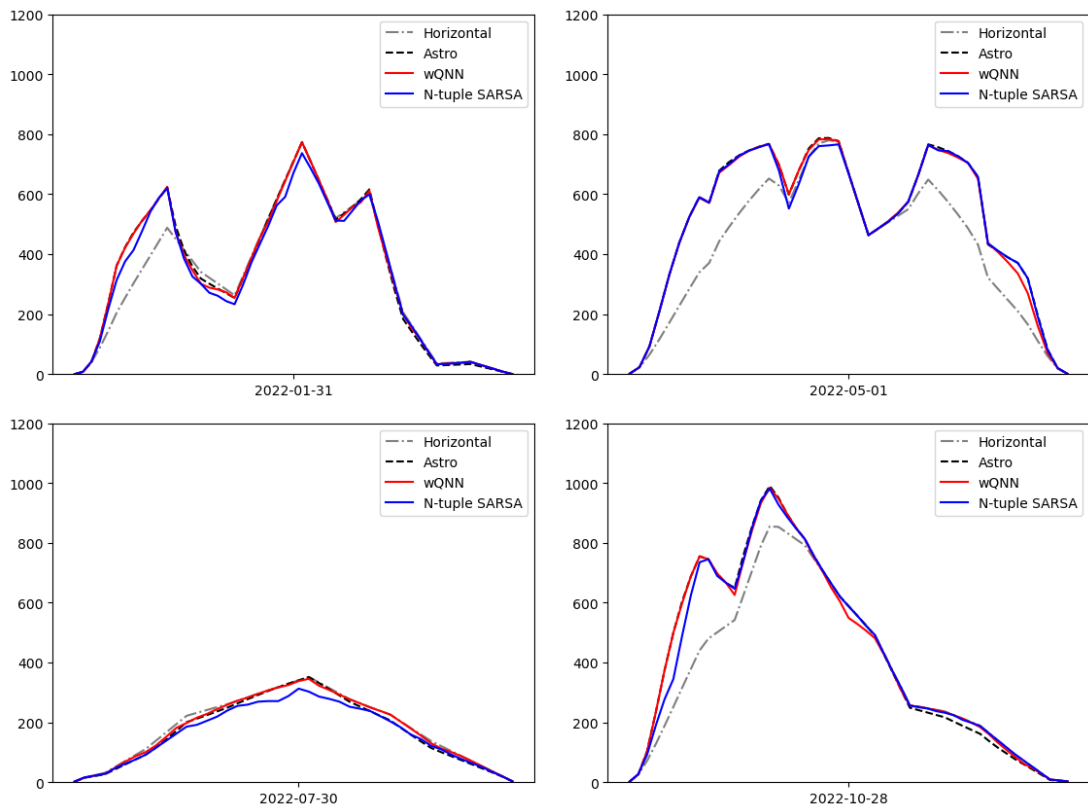 1200
1000
800
600
400
200
0
Horizontal
Astro
wQNN
N-tuple SARSA
2022-01-31
1200
1000
800
600
400
200
0
Horizontal
Astro
wQNN
N-tuple SARSA
2022-05-01
1200
1000
800
600
400
200
0
Horizontal
Astro
wQNN
N-tuple SARSA
2022-07-30
1200
1000
800
600
400
200
0
Horizontal
Astro
wQNN
N-tuple SARSA
2022-10-28